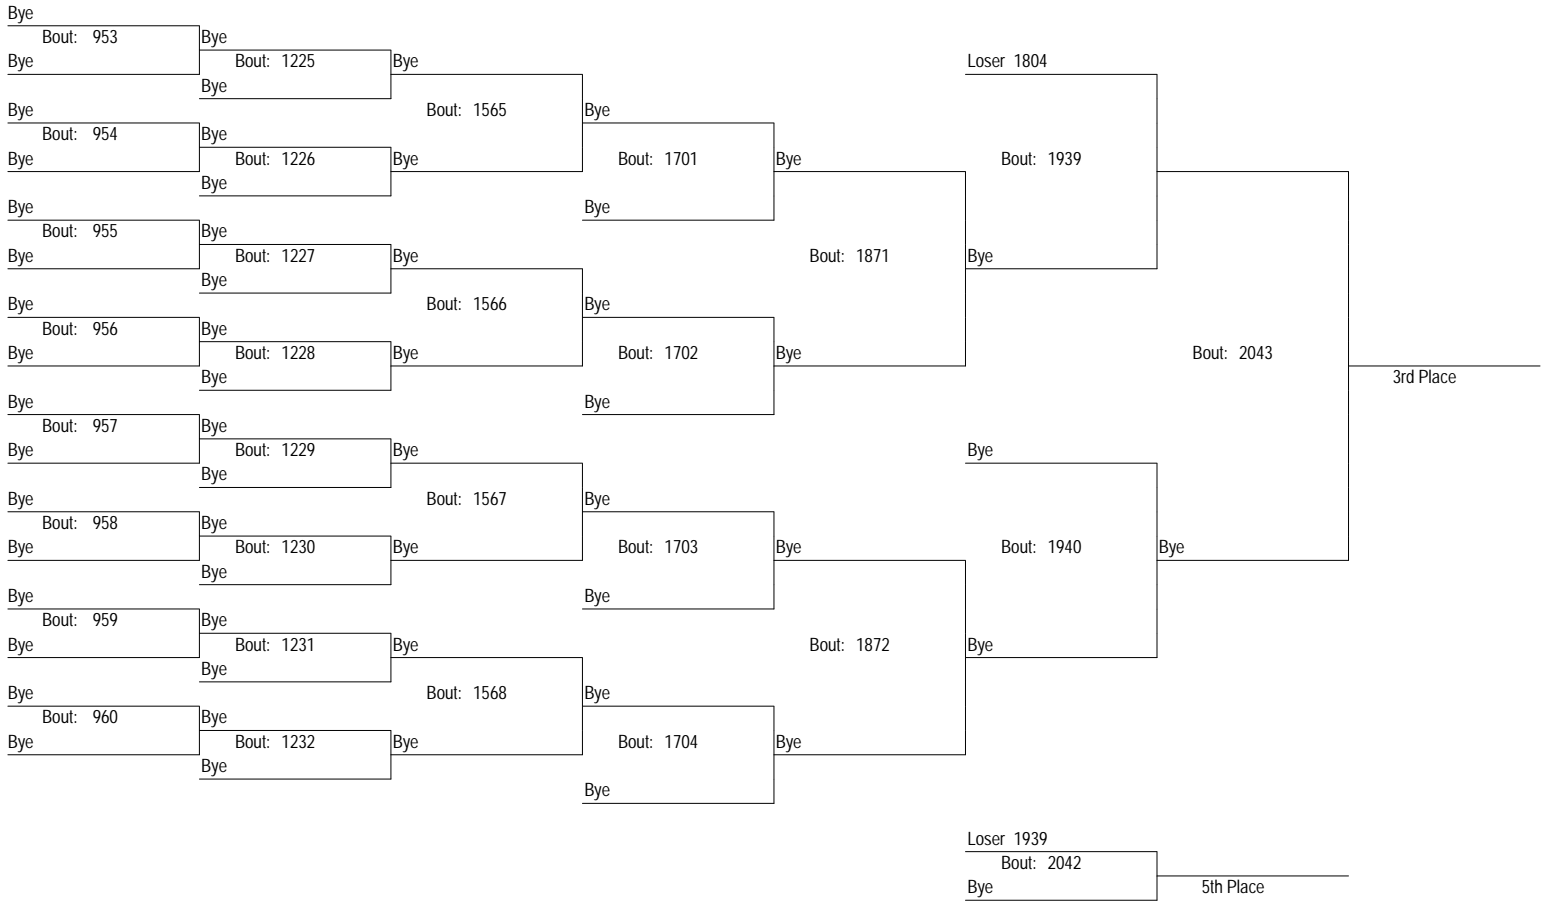 Bye
Bout: 953
Bye
Bye
Bout: 954
Bye
Bye
Bout: 955
Bye
Bye
Bout: 956
Bye
Bye
Bout: 957
Bye
Bye
Bout: 958
Bye
Bye
Bout: 959
Bye
Bye
Bout: 960
Bye
Bye
Bout: 1225
Bye
Bye
Bout: 1226
Bye
Bye
Bout: 1227
Bye
Bye
Bout: 1228
Bye
Bye
Bout: 1229
Bye
Bye
Bout: 1230
Bye
Bye
Bout: 1231
Bye
Bye
Bout: 1232
Bye
Bye
Bout: 1565
Bye
Bye
Bout: 1566
Bye
Bye
Bout: 1567
Bye
Bye
Bout: 1568
Bye
Bye
Bout: 1701
Bye
Bye
Bout: 1702
Bye
Bye
Bout: 1703
Bye
Bye
Bout: 1704
Bye
Bye
Bout: 1871
Bye
Bye
Bout: 1872
Bye
Loser 1804
Bout: 1939
Bye
Bye
Bout: 1940
Bye
Bout: 2043
Bye
3rd Place
Loser 1939
Bout: 2042
Bye
5th Place